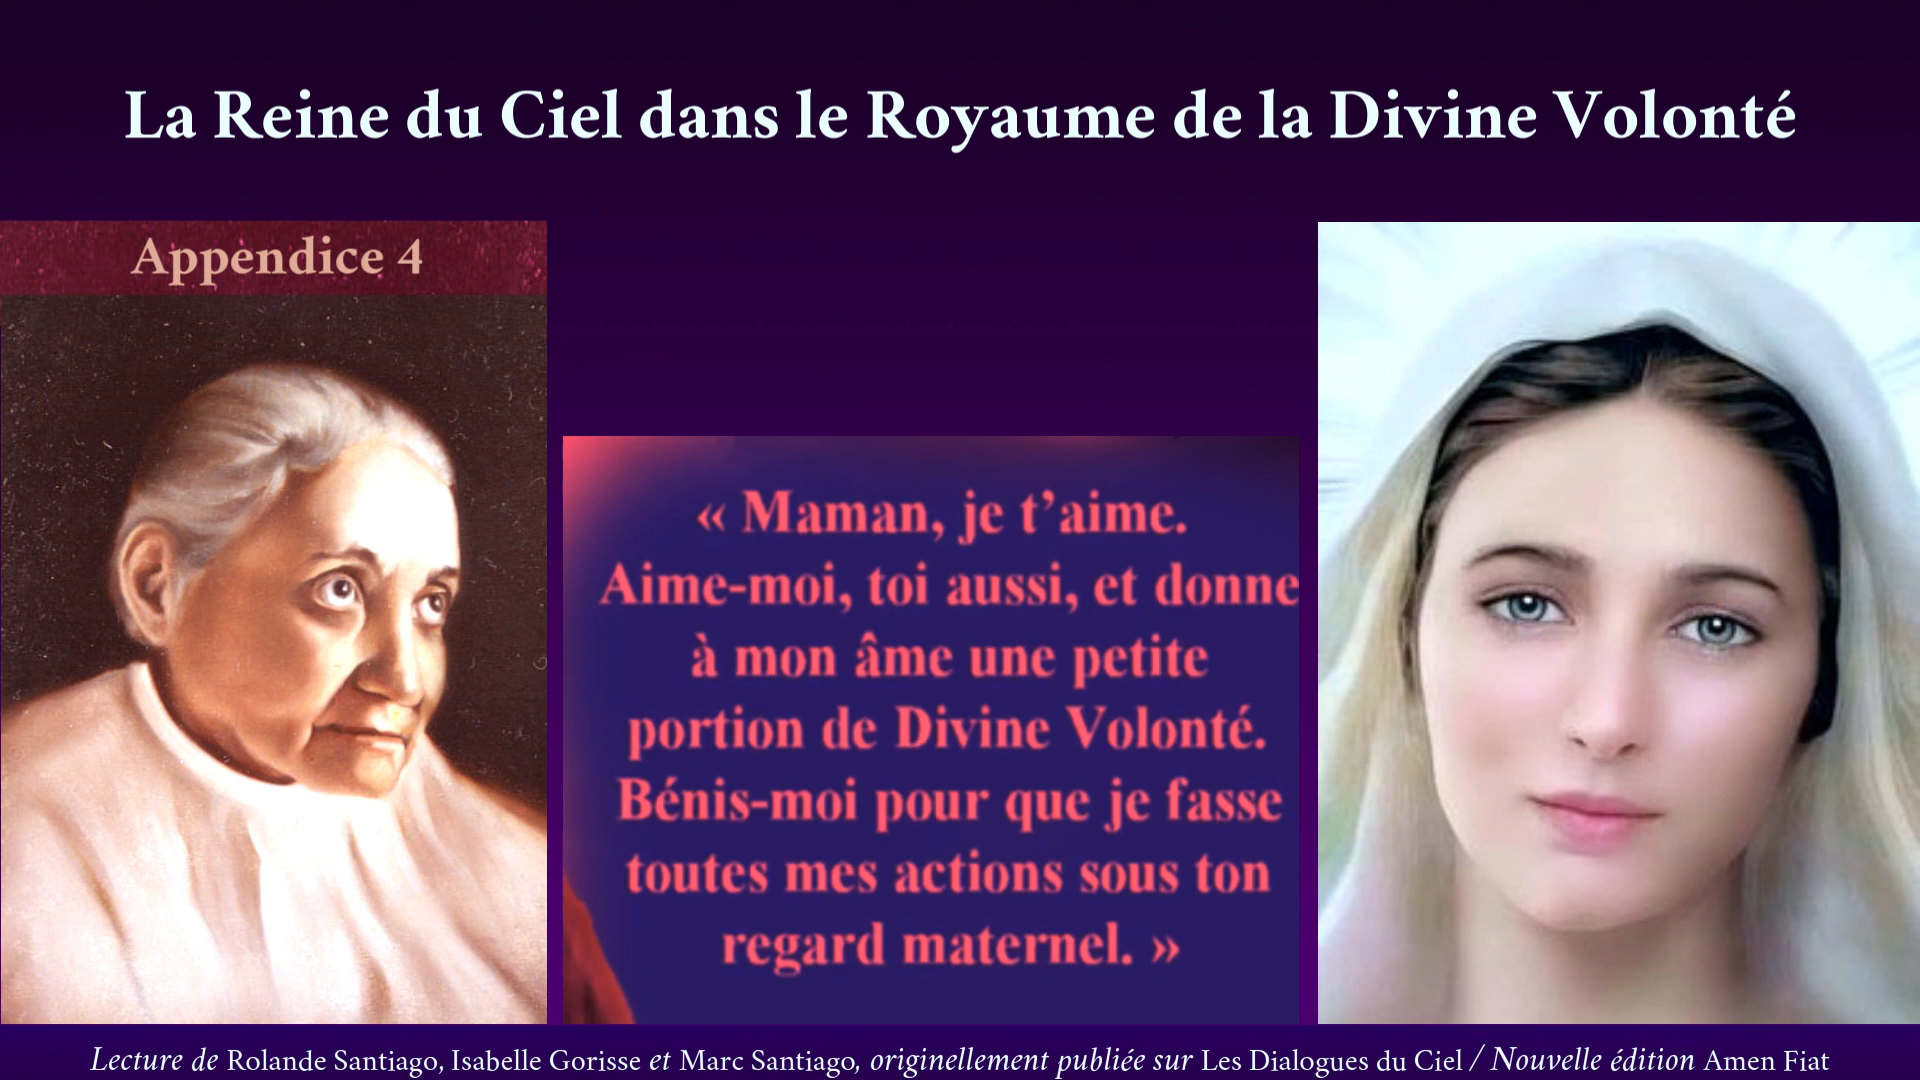 La Reine du Ciel dans le Royaume de la Divine Volonté
Appendice 4
« Maman, je t’aime.
Aime-moi, toi aussi, et donne
à mon âme une petite
portion de Divine Volonté.
Bénis-moi pour que je fasse
toutes mes actions sous ton
regard maternel. »
Lecture de Rolande Santiago, Isabelle Gorisse et Marc Santiago, originellement publiée sur Les Dialogues du Ciel / Nouvelle édition Amen Fiat